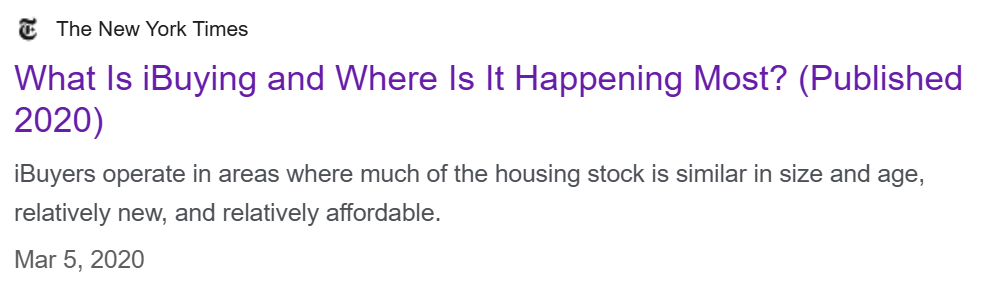 The New York Times
What Is iBuying and Where Is It Happening Most? (Published
2020)
iBuyers operate in areas where much of the housing stock is similar in size and age,
relatively new, and relatively affordable.
Mar 5, 2020